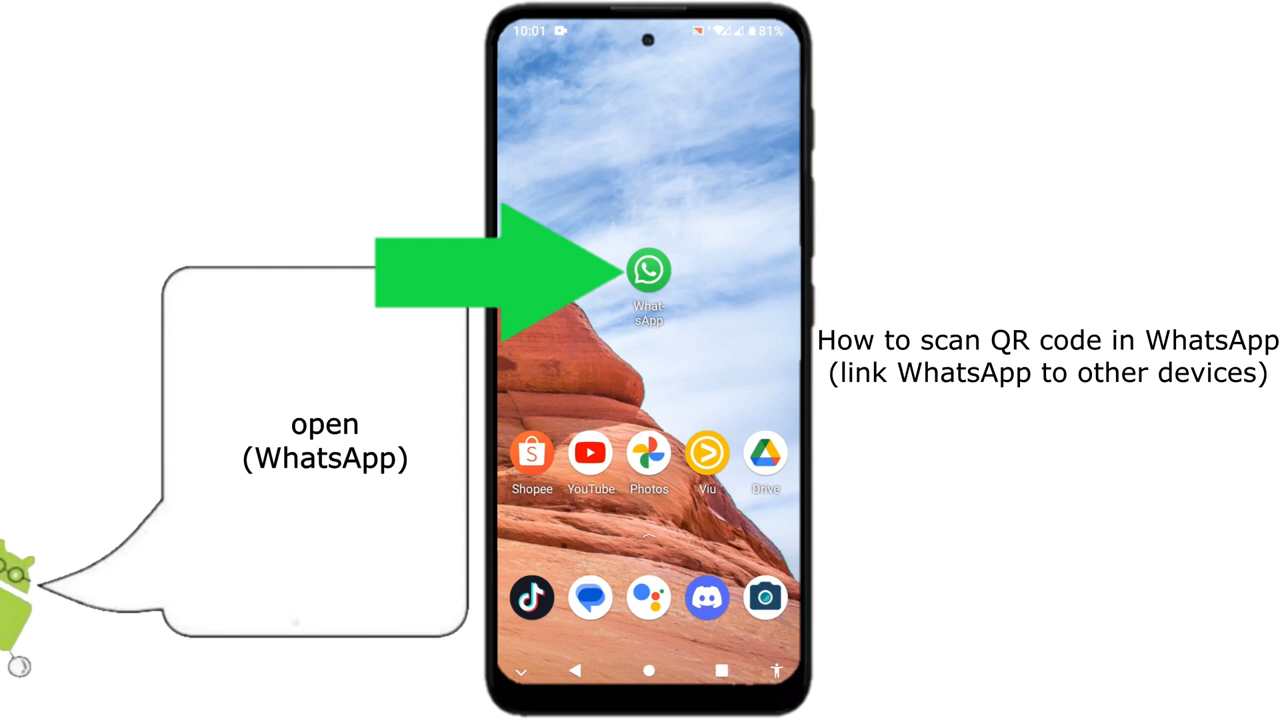 10:01
81%
What-
sApp
How to scan QR code in WhatsApp
(link WhatsApp to other devices)
open
(WhatsApp)
Shopee YouTube Photos Viu Drive